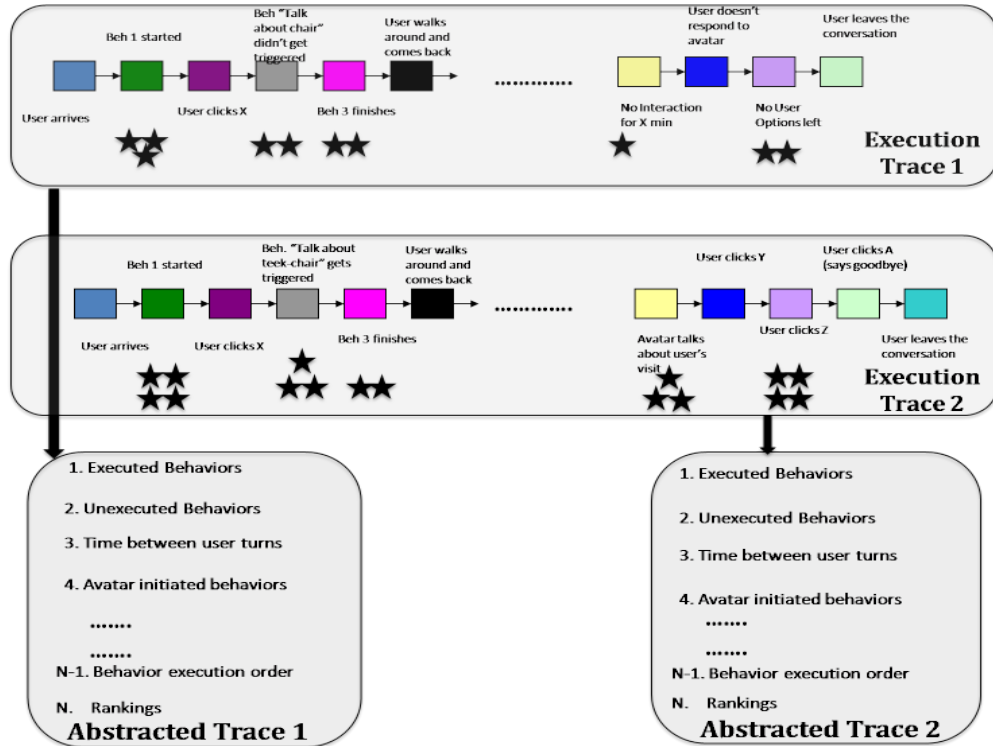 Beh 1 started
Beh "Talk
about chair"
didn't get
triggered
User walks
around and
comes back
User doesn't
respond to
avatar
User leaves the
conversation
.............
User arrives
User clicks X
Beh 3 finishes
No Interaction
for X min
No User
Options left
Execution
Trace 1
Beh 1 started
Beh. "Talk about
teek-chair" gets
triggered
User walks
around and
comes back
User clicks Y
User clicks A
(says goodbye)
.............
User arrives
User clicks X
Beh 3 finishes
Avatar talks
about user's
visit
User clicks Z
User leaves the
conversation
Execution
Trace 2
1. Executed Behaviors
2. Unexecuted Behaviors
3. Time between user turns
4. Avatar initiated behaviors
.......
.......
N-1. Behavior execution order
N. Rankings
Abstracted Trace 1
1. Executed Behaviors
2. Unexecuted Behaviors
3. Time between user turns
4. Avatar initiated behaviors
.......
.......
N-1. Behavior execution order
N. Rankings
Abstracted Trace 2